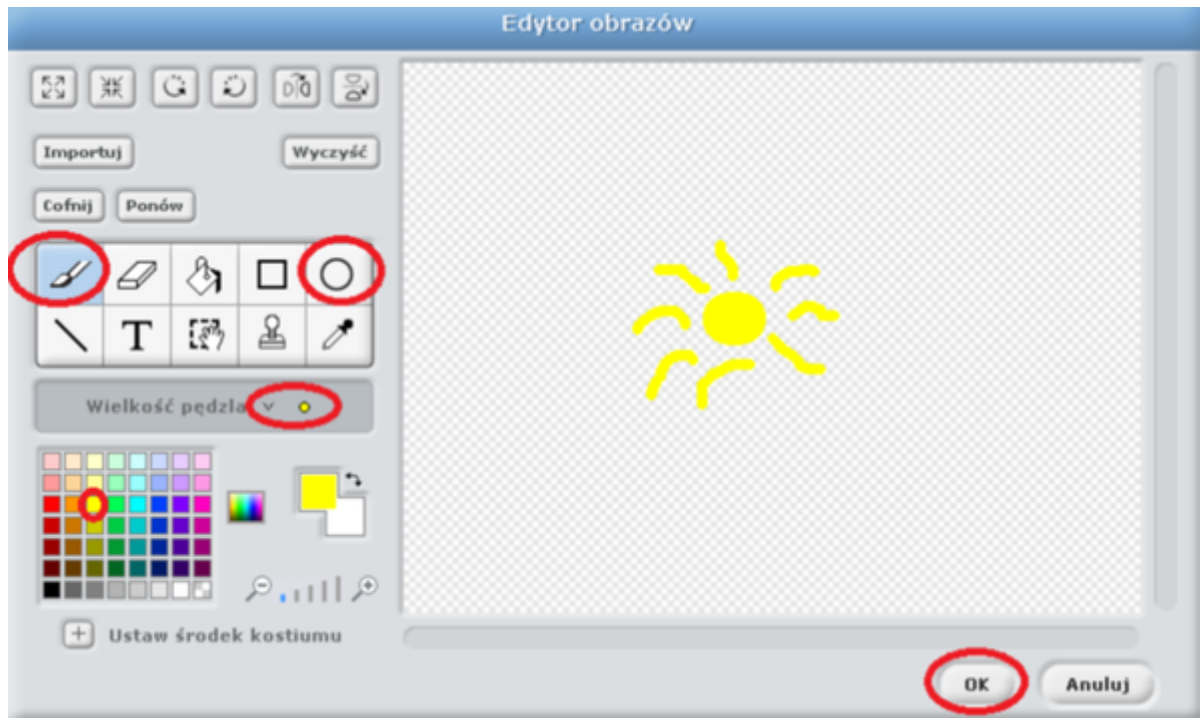 Edytor obrazów
Importuj Wyczyść
Cofnij Ponów
T
Wielkość pędzla
Ustaw środek kostiumu
OK Anuluj